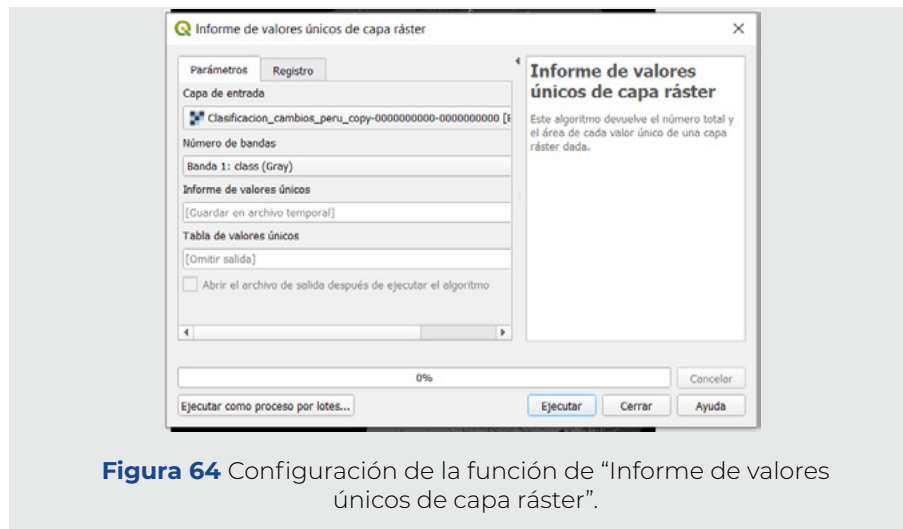 Informe de valores únicos de capa ráster
Parámetros
Registro
Capa de entrada
Clasificacion_cambios_peru_copy-0000000000-0000000000 [
Número de bandas
Banda 1: class (Gray)
Informe de valores únicos
[Guardar en archivo temporal]
Tabla de valores únicos
[Omitir salida]
Abrir el archivo de salida después de ejecutar el algoritmo
Informe de valores
únicos de capa ráster
Este algoritmo devuelve el número total y
el área de cada valor único de una capa
ráster dada.
0%
Cancelar
Ejecutar como proceso por lotes...
Ejecutar
Cerrar
Ayuda
Figura 64 Configuración de la función de “Informe de valores
únicos de capa ráster”.